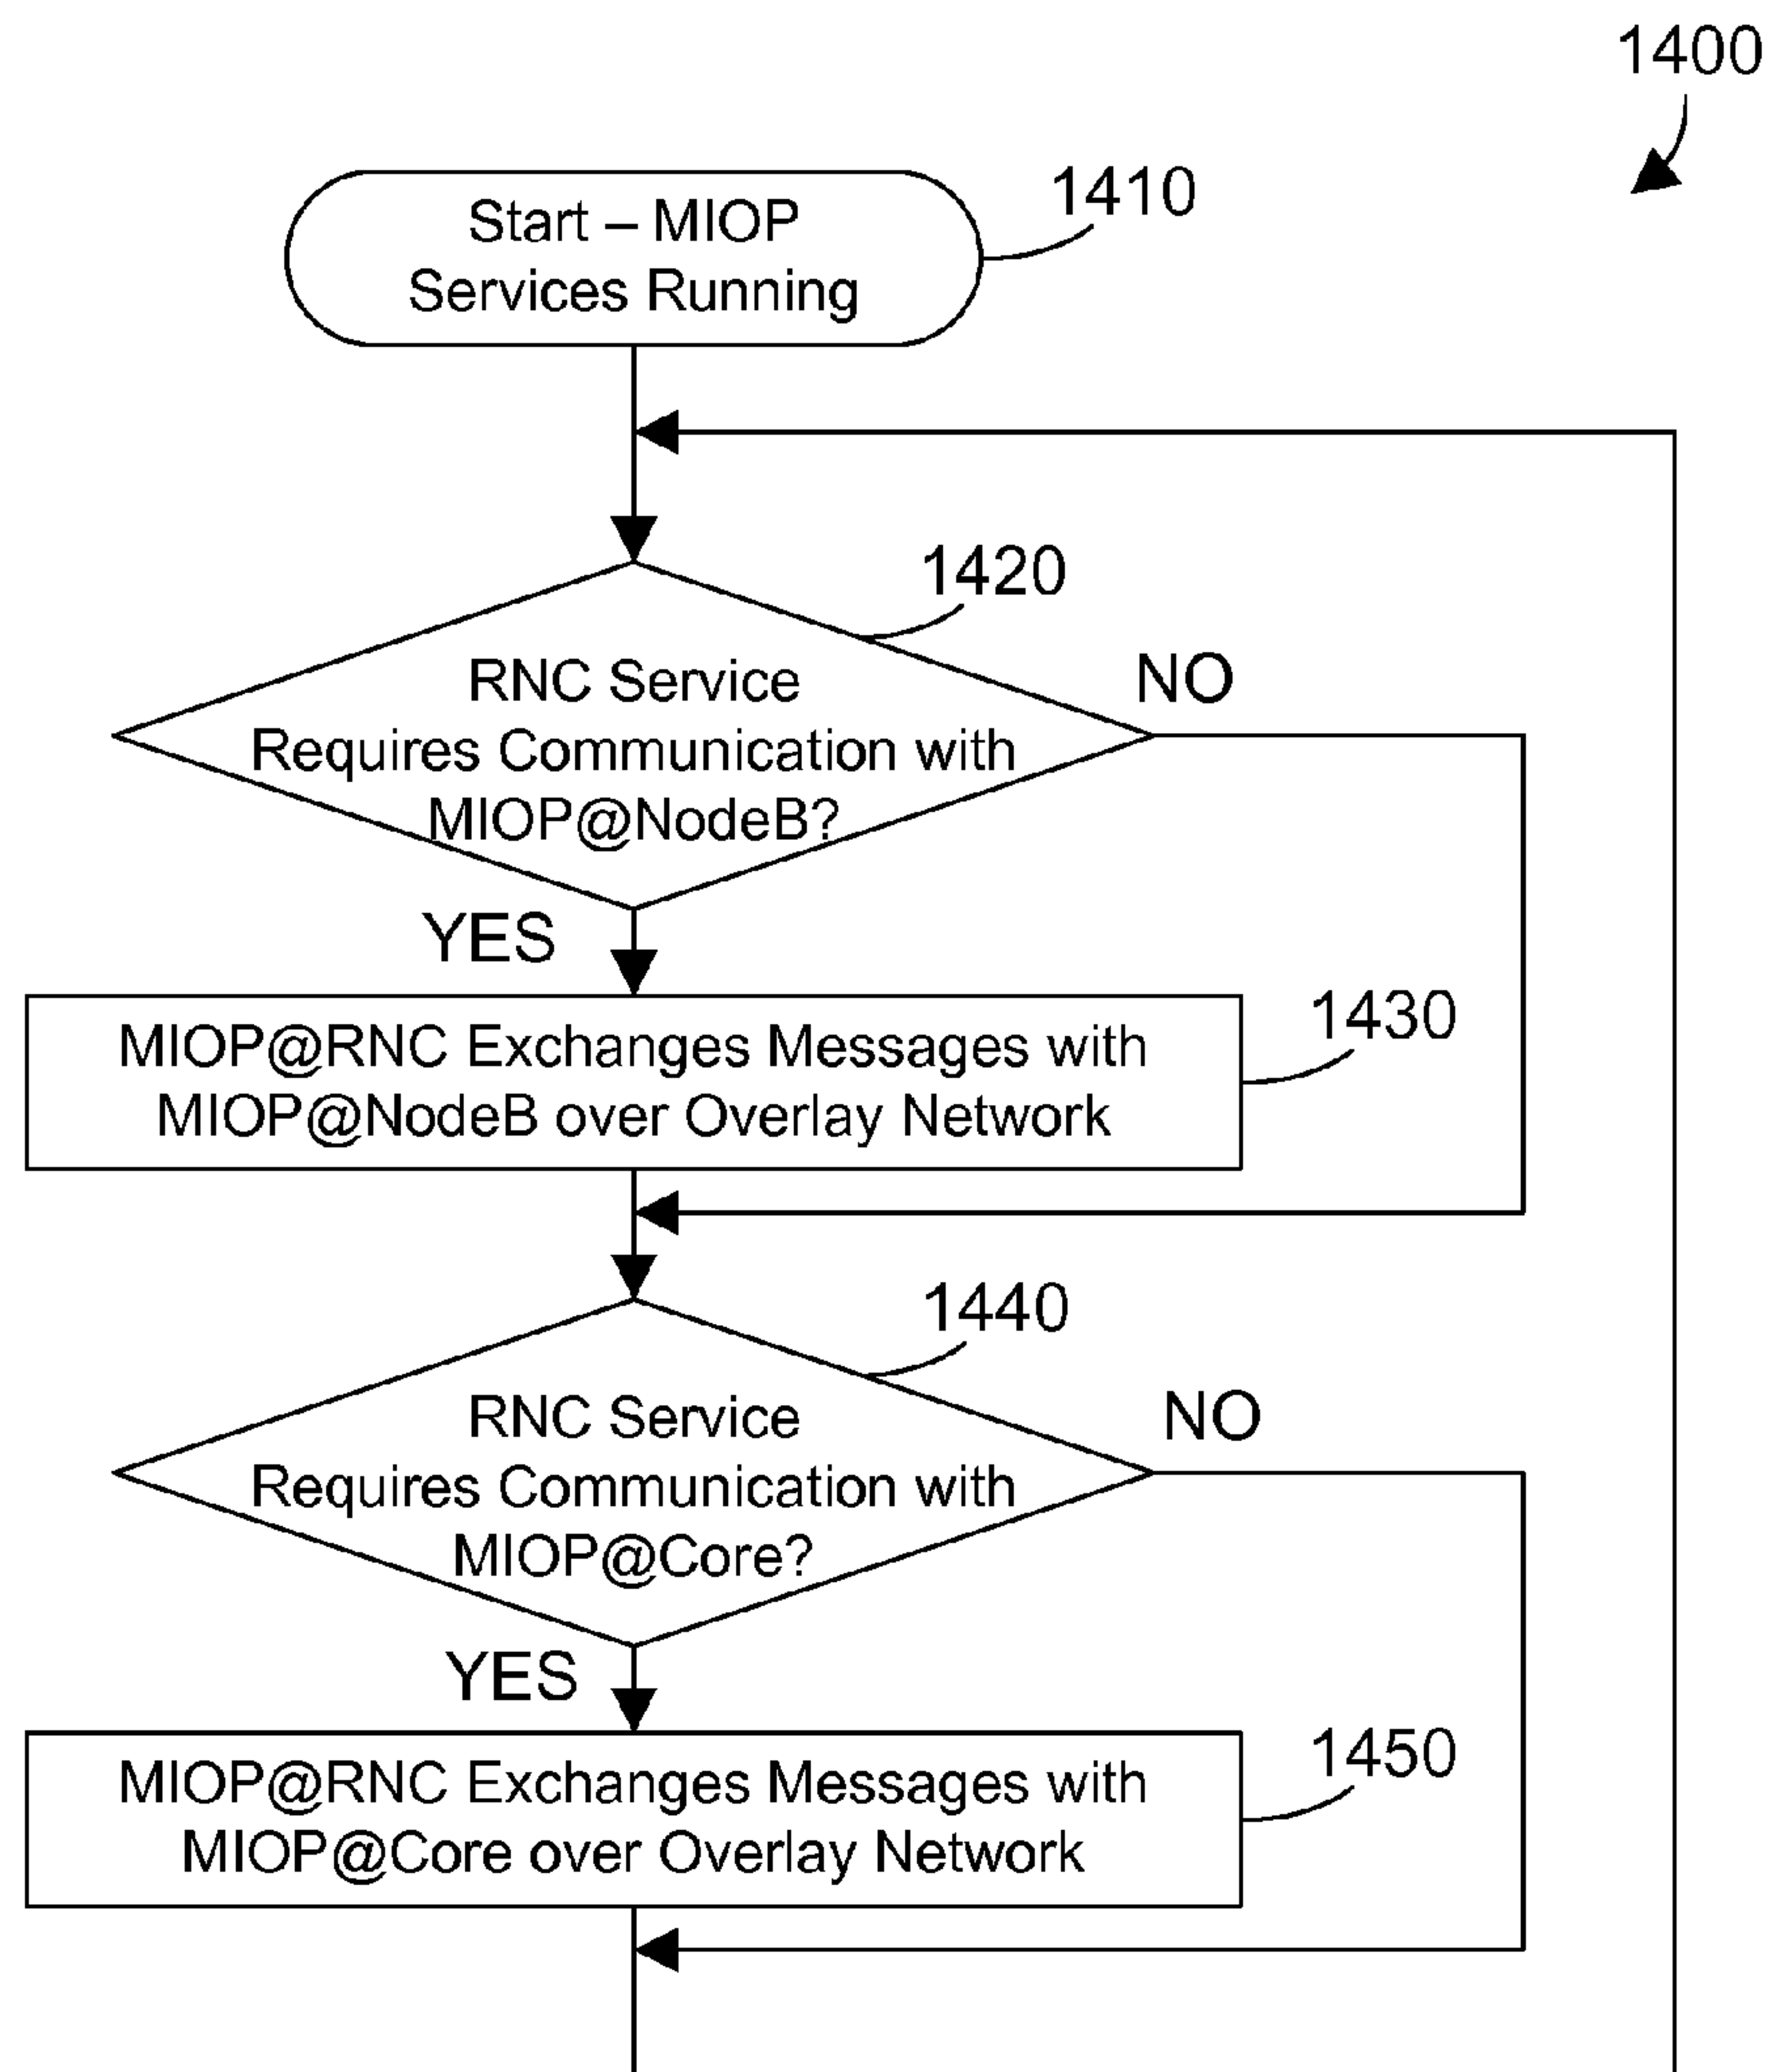 1400
Start – MIOP
Services Running
1410
1420
RNC Service
Requires Communication with
MIOP@NodeB?
NO
YES
1430
MIOP@RNC Exchanges Messages with
MIOP@NodeB over Overlay Network
1440
RNC Service
Requires Communication with
MIOP@Core?
NO
YES
1450
MIOP@RNC Exchanges Messages with
MIOP@Core over Overlay Network